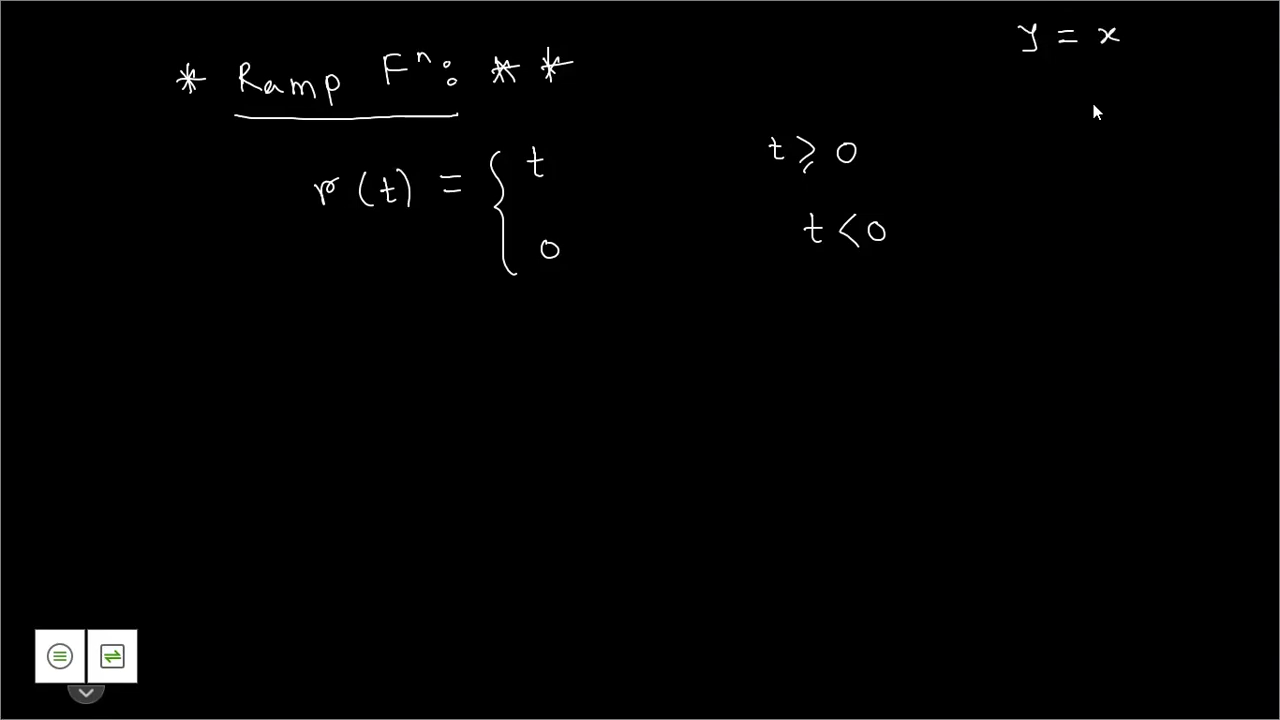 * Ramp Fⁿ: * *
y = x
r(t) = { t t ⩾ 0
0 t < 0